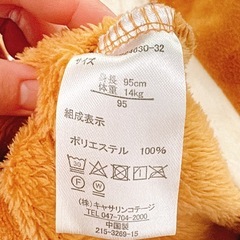 サイズ
身長 95cm
体重 14kg
95
組成表示
ポリエステル 100%
30
F W
(株)キャサリンコテージ
TEL047-704-2000
中国製
215-3269-15